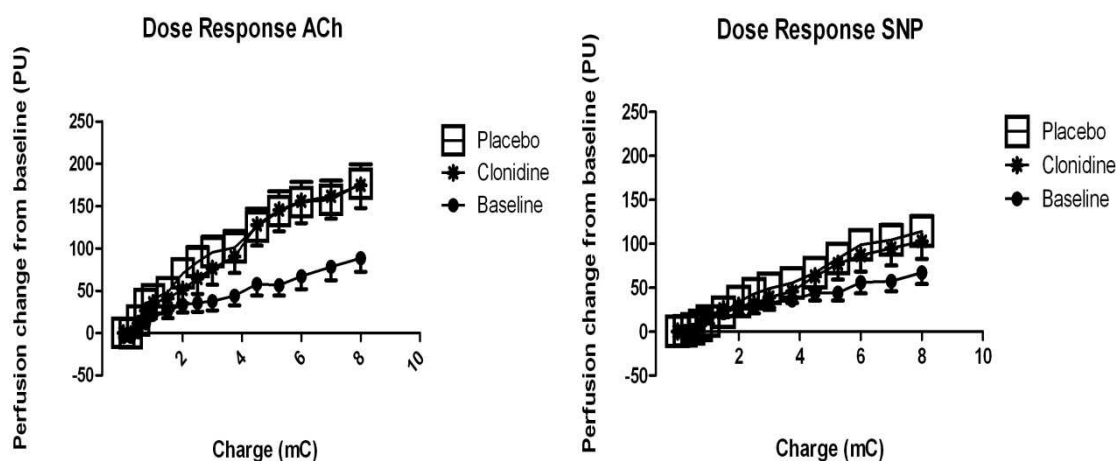 Dose Response ACh
Perfusion change from baseline (PU)
250
200
150
100
50
0
-50
2
4
6
8
10
Charge (mC)
Placebo
Clonidine
Baseline
Dose Response SNP
Perfusion change from baseline (PU)
250
200
150
100
50
0
-50
0
2
4
6
8
10
Charge (mC)
Placebo
Clonidine
Baseline